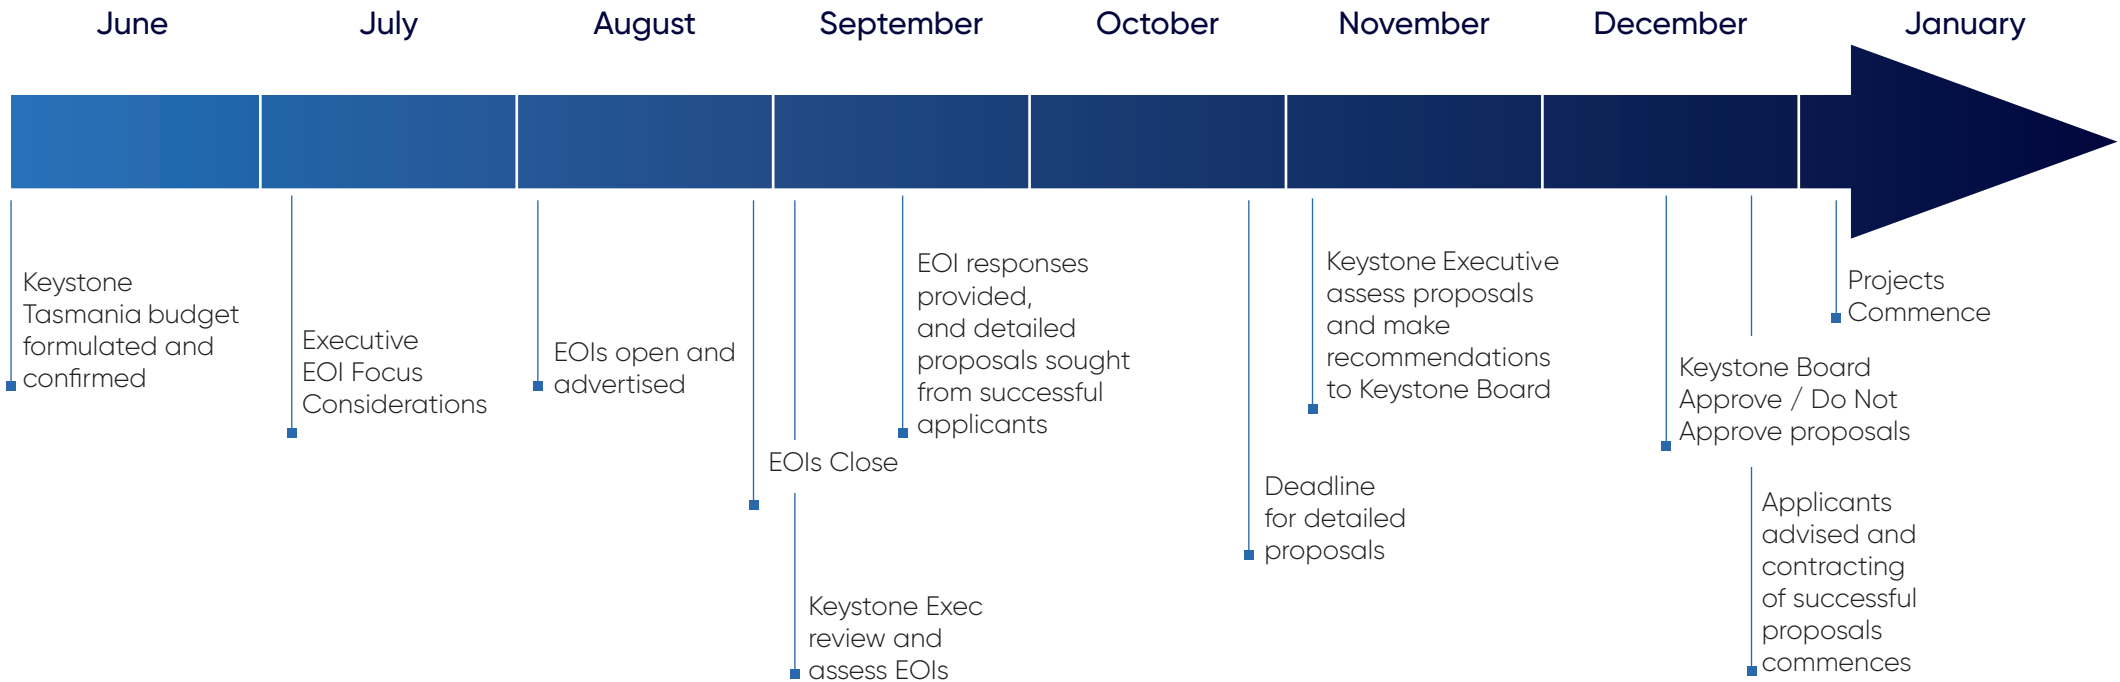 June
July
August
September
October
November
December
January
Keystone
Tasmania budget
formulated and
confirmed
Executive
EOI Focus
Considerations
EOIs open and
advertised
EOIs Close
Keystone Exec
review and
assess EOIs
EOI responses
provided,
and detailed
proposals sought
from successful
applicants
Deadline
for detailed
proposals
Keystone Executive
assess proposals
and make
recommendations
to Keystone Board
Keystone Board
Approve / Do Not
Approve proposals
Applicants
advised and
contracting
of successful
proposals
commences
Projects
Commence